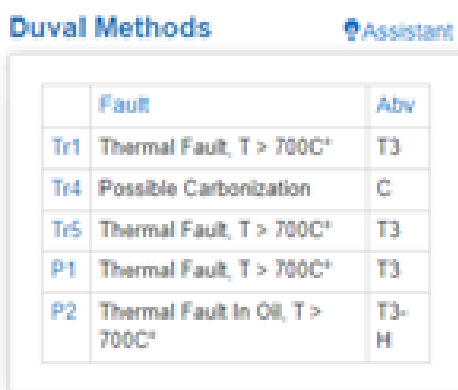 Duval Methods Assistant
Fault Abv
Tr1 Thermal Fault, T > 700C° T3
Tr4 Possible Carbonization C
Tr5 Thermal Fault, T > 700C° T3
P1 Thermal Fault, T > 700C° T3
P2 Thermal Fault In Oil, T > T3-
700C° H